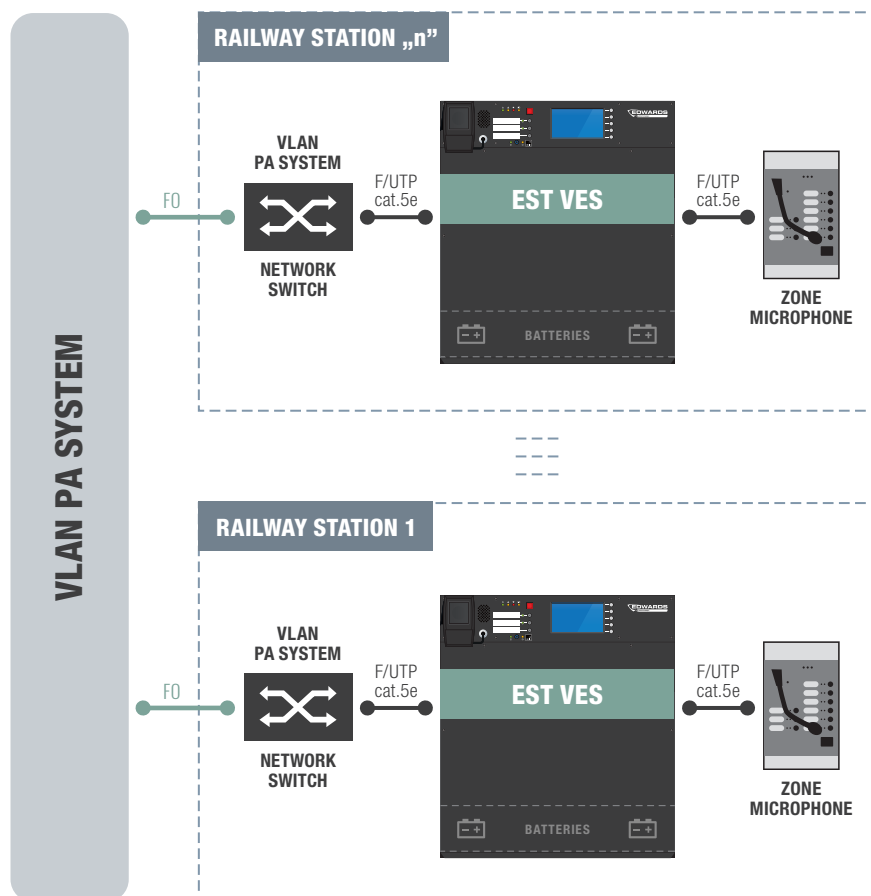 VLAN PA SYSTEM
RAILWAY STATION „n”
VLAN
PA SYSTEM
FO
NETWORK
SWITCH
F/UTP
cat.5e
EDWARDS
EST VES
BATTERIES
F/UTP
cat.5e
ZONE
MICROPHONE
RAILWAY STATION 1
VLAN
PA SYSTEM
FO
NETWORK
SWITCH
F/UTP
cat.5e
EDWARDS
EST VES
BATTERIES
F/UTP
cat.5e
ZONE
MICROPHONE